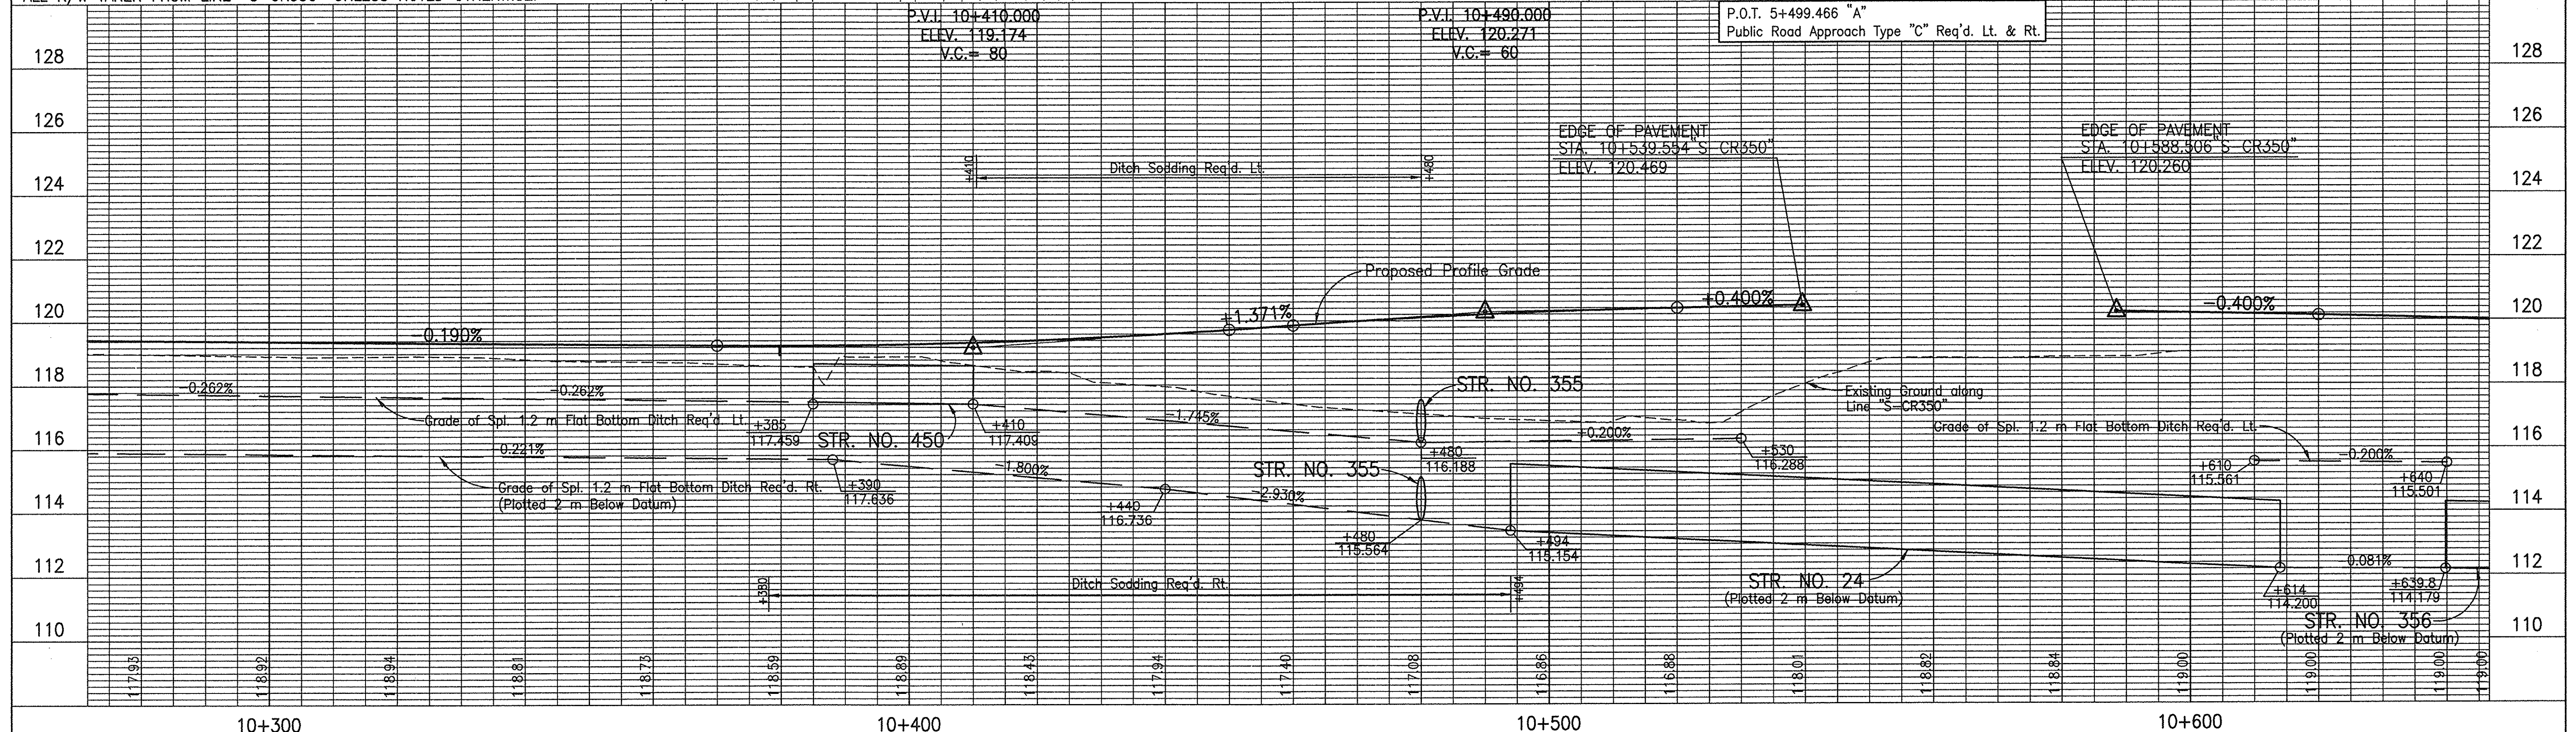 P.V.I. 10+410.000
ELEV. 119.174
V.C.= 80
P.V.I. 10+490.000
ELEV. 120.271
V.C.= 60
P.O.T. 5+499.466 "A"
Public Road Approach Type "C" Req'd. Lt. & Rt.
128
128
126
126
124
124
122
122
120
120
118
118
116
116
114
114
112
112
110
110
EDGE OF PAVEMENT
STA. 10+539.554 "S-CR350"
ELEV. 120.469
EDGE OF PAVEMENT
STA. 10+588.506 "S-CR350"
ELEV. 120.260
+410
Ditch Sodding Req'd. Lt.
+480
Proposed Profile Grade
0.190%
+1.371%
+0.400%
-0.400%
-0.262%
-0.262%
Grade of Spl. 1.2 m Flat Bottom Ditch Req'd. Lt.
+385
117.459
STR. NO. 450
+410
117.409
-1.745%
STR. NO. 355
+480
116.188
+0.200%
+530
116.288
Existing Ground along
Line "S-CR350"
Grade of Spl. 1.2 m Flat Bottom Ditch Req'd. Lt.
+610
115.561
-0.200%
+640
115.501
0.221%
Grade of Spl. 1.2 m Flat Bottom Ditch Req'd. Rt.
(Plotted 2 m Below Datum)
+390
117.636
-1.800%
+440
116.736
STR. NO. 355
-2.930%
+480
115.564
+494
115.154
STR. NO. 24
(Plotted 2 m Below Datum)
0.081%
+614
114.200
+639.8
114.179
STR. NO. 356
(Plotted 2 m Below Datum)
+380
Ditch Sodding Req'd. Rt.
+494
117.93
118.92
118.94
118.81
118.73
118.59
118.89
118.43
117.94
117.40
117.08
116.86
116.88
118.01
118.82
118.84
119.00
119.00
119.00
119.00
10+300
10+400
10+500
10+600